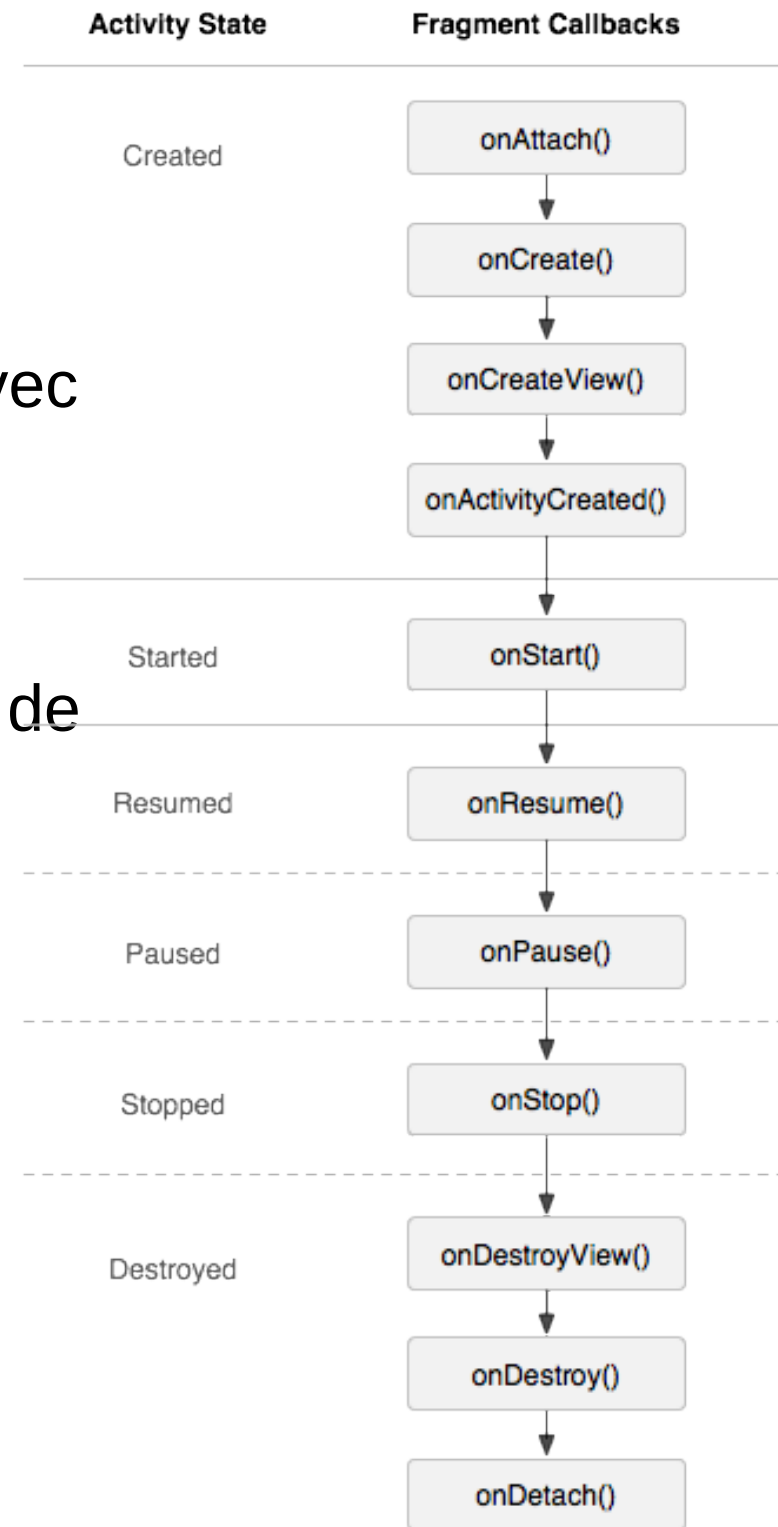 Activity State Fragment Callbacks
Created
onAttach()
onCreate()
onCreateView()
onActivityCreated()
Started
onStart()
de
Resumed
onResume()
Paused
onPause()
Stopped
onStop()
Destroyed
onDestroyView()
onDestroy()
onDetach()